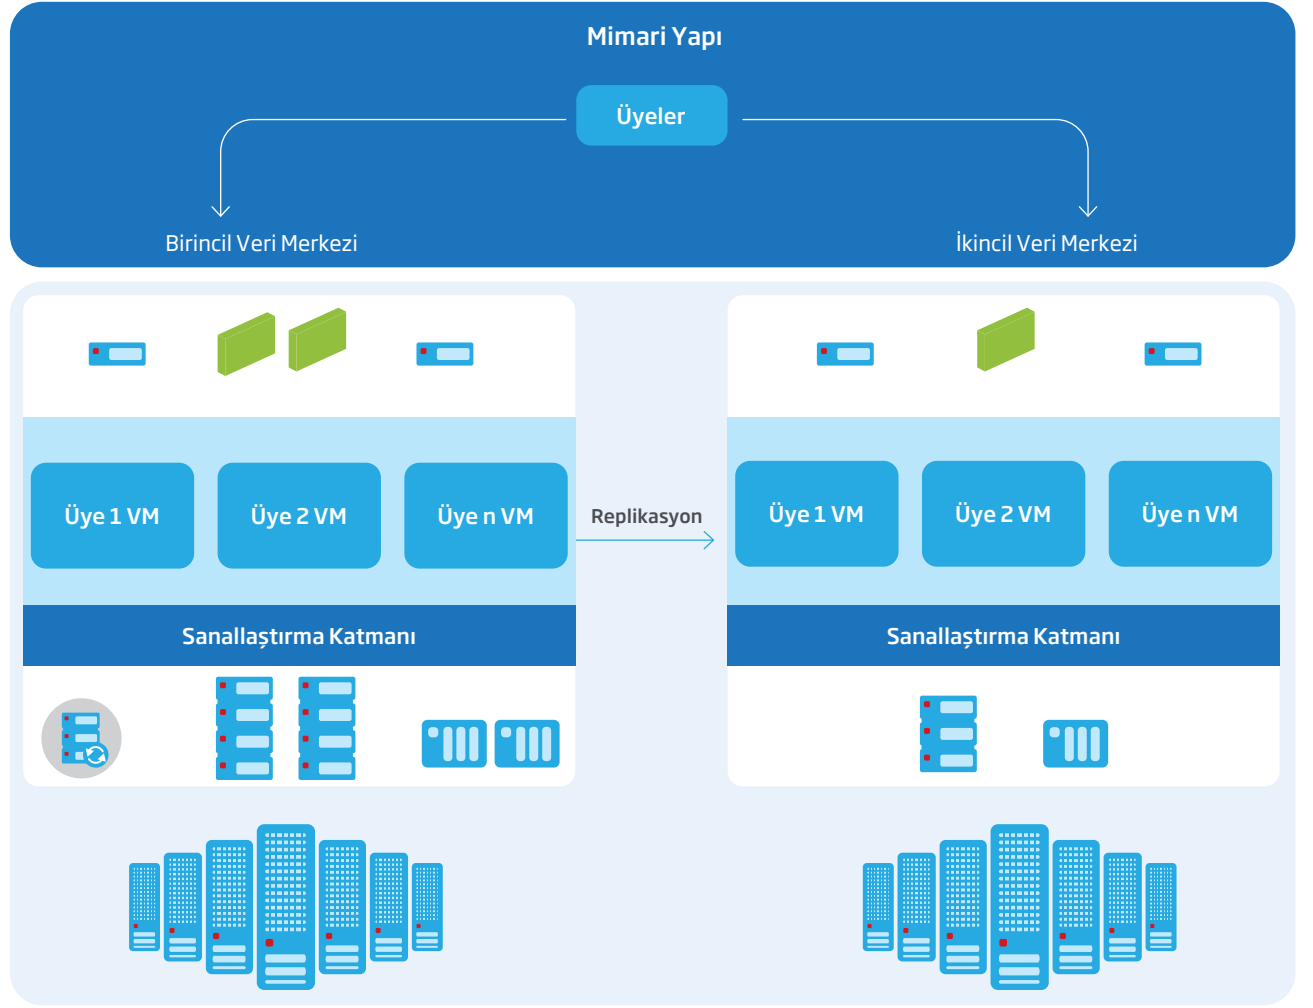 Mimari Yapı
Üyeler
Birincil Veri Merkezi
İkincil Veri Merkezi
Üye 1 VM
Üye 2 VM
Üye n VM
Replikasyon
Üye 1 VM
Üye 2 VM
Üye n VM
Sanallaştırma Katmanı
Sanallaştırma Katmanı